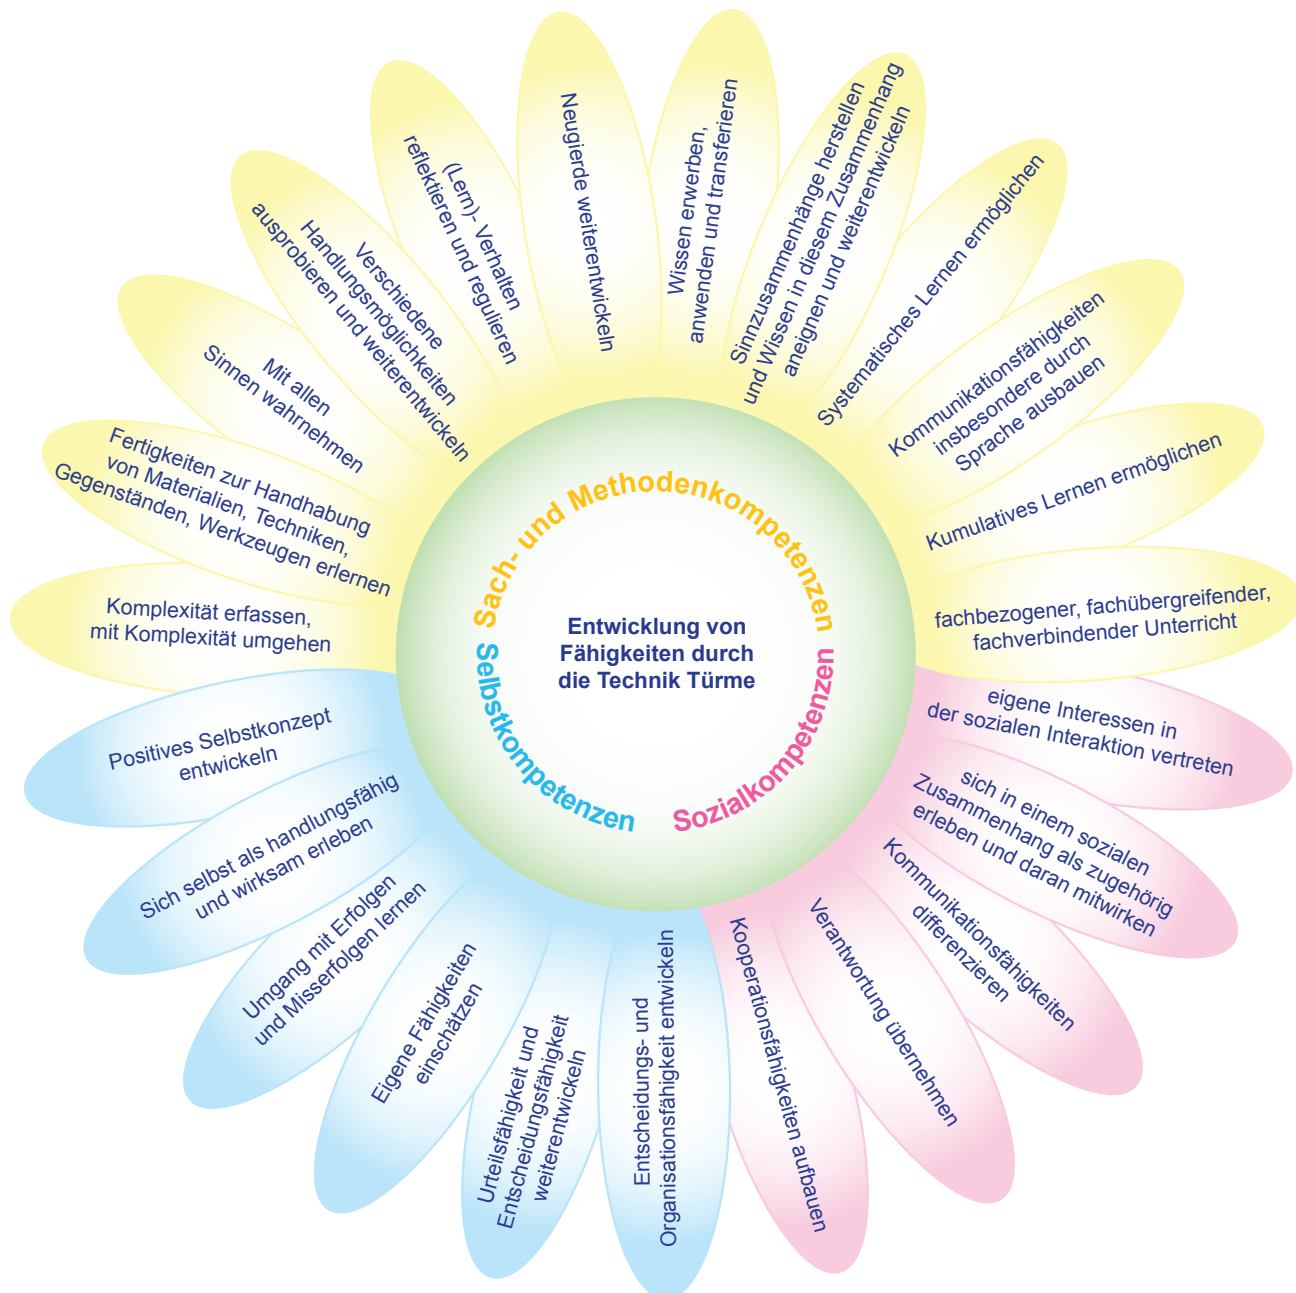 Neugierde weiterentwickeln
Wissen erwerben,
anwenden und transferieren
Sinnzusammenhänge herstellen
und Wissen in diesem Zusammenhang
aneignen und weiterentwickeln
Systematisches Lernen ermöglichen
Kommunikationsfähigkeiten
insbesondere durch
Sprache ausbauen
Kumulatives Lernen ermöglichen
fachbezogener, fachübergreifender,
fachverbindender Unterricht
eigene Interessen in
der sozialen Interaktion vertreten
sich in einem sozialen
Zusammenhang als zugehörig
erleben und daran mitwirken
Kommunikationsfähigkeiten
differenzieren
Verantwortung übernehmen
Kooperationsfähigkeiten aufbauen
Entscheidungs- und
Organisationsfähigkeit entwickeln
Urteilsfähigkeit und
Entscheidungsfähigkeit
weiterentwickeln
Eigene Fähigkeiten
einschätzen
Umgang mit Erfolgen
und Misserfolgen lernen
Sich selbst als handlungsfähig
und wirksam erleben
Positives Selbstkonzept
entwickeln
Komplexität erfassen,
mit Komplexität umgehen
Fertigkeiten zur Handhabung
von Materialien, Techniken,
Gegenständen, Werkzeugen erlernen
Mit allen
Sinnen wahrnehmen
Verschiedene
Handlungsmöglichkeiten
ausprobieren und weiterentwickeln
(Lern)- Verhalten
reflektieren und regulieren
Sach- und Methodenkompetenzen
Selbstkompetenzen
Sozialkompetenzen
Entwicklung von
Fähigkeiten durch
die Technik Türme